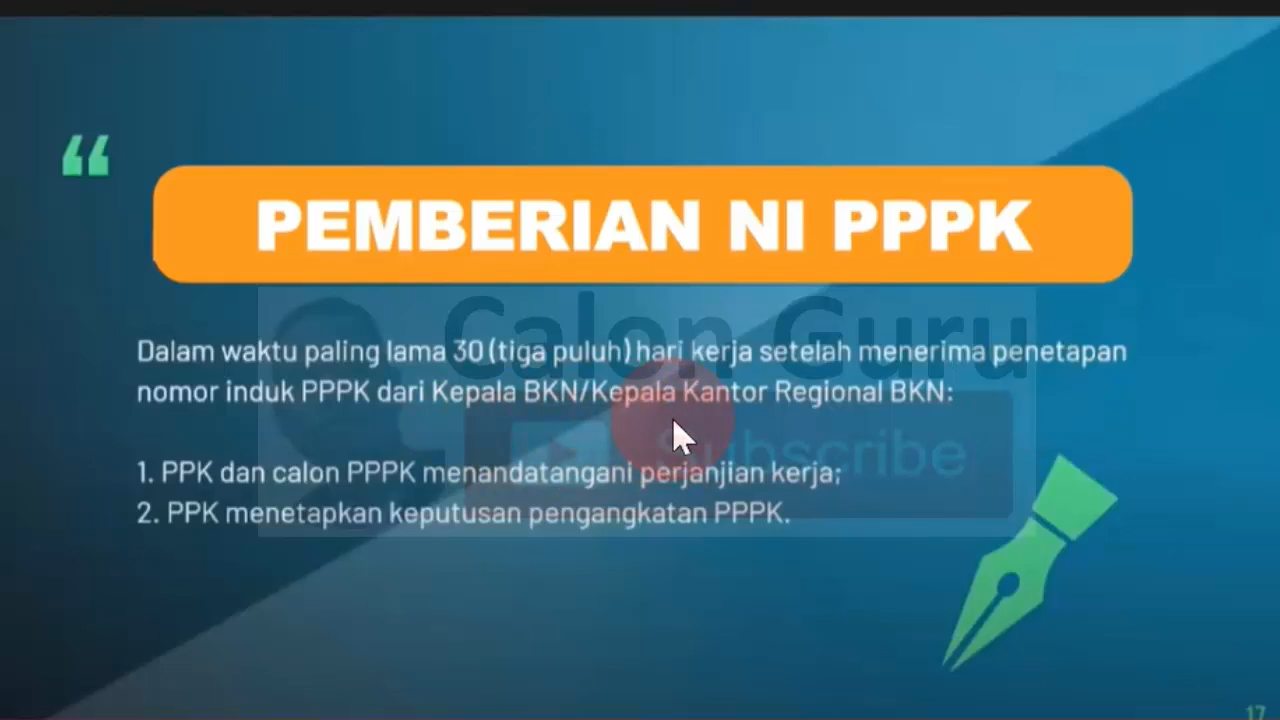 PEMBERIAN NI PPPK
Calon Guru
Dalam waktu paling lama 30 (tiga puluh) hari kerja setelah menerima penetapan
nomor induk PPPK dari Kepala BKN/Kepala Kantor Regional BKN:
Subscribe
1. PPK dan calon PPPK menandatangani perjanjian kerja;
2. PPK menetapkan keputusan pengangkatan PPPK.
17